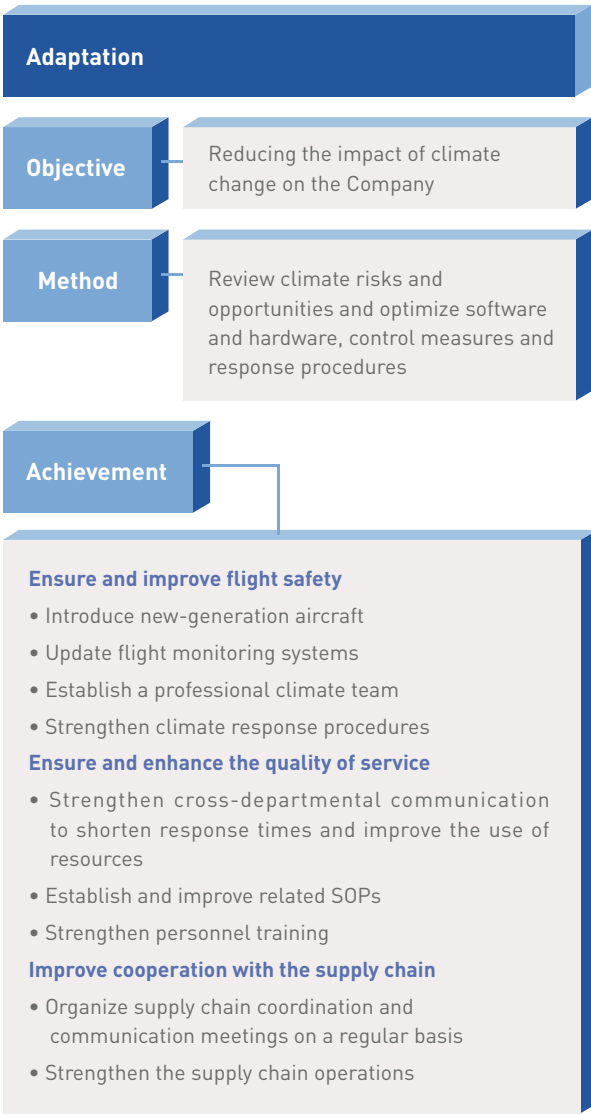 Adaptation
Objective
Reducing the impact of climate
change on the Company
Method
Review climate risks and
opportunities and optimize software
and hardware, control measures and
response procedures
Achievement
Ensure and improve flight safety
• Introduce new-generation aircraft
• Update flight monitoring systems
• Establish a professional climate team
• Strengthen climate response procedures
Ensure and enhance the quality of service
• Strengthen cross-departmental communication
to shorten response times and improve the use of
resources
• Establish and improve related SOPs
• Strengthen personnel training
Improve cooperation with the supply chain
• Organize supply chain coordination and
communication meetings on a regular basis
• Strengthen the supply chain operations